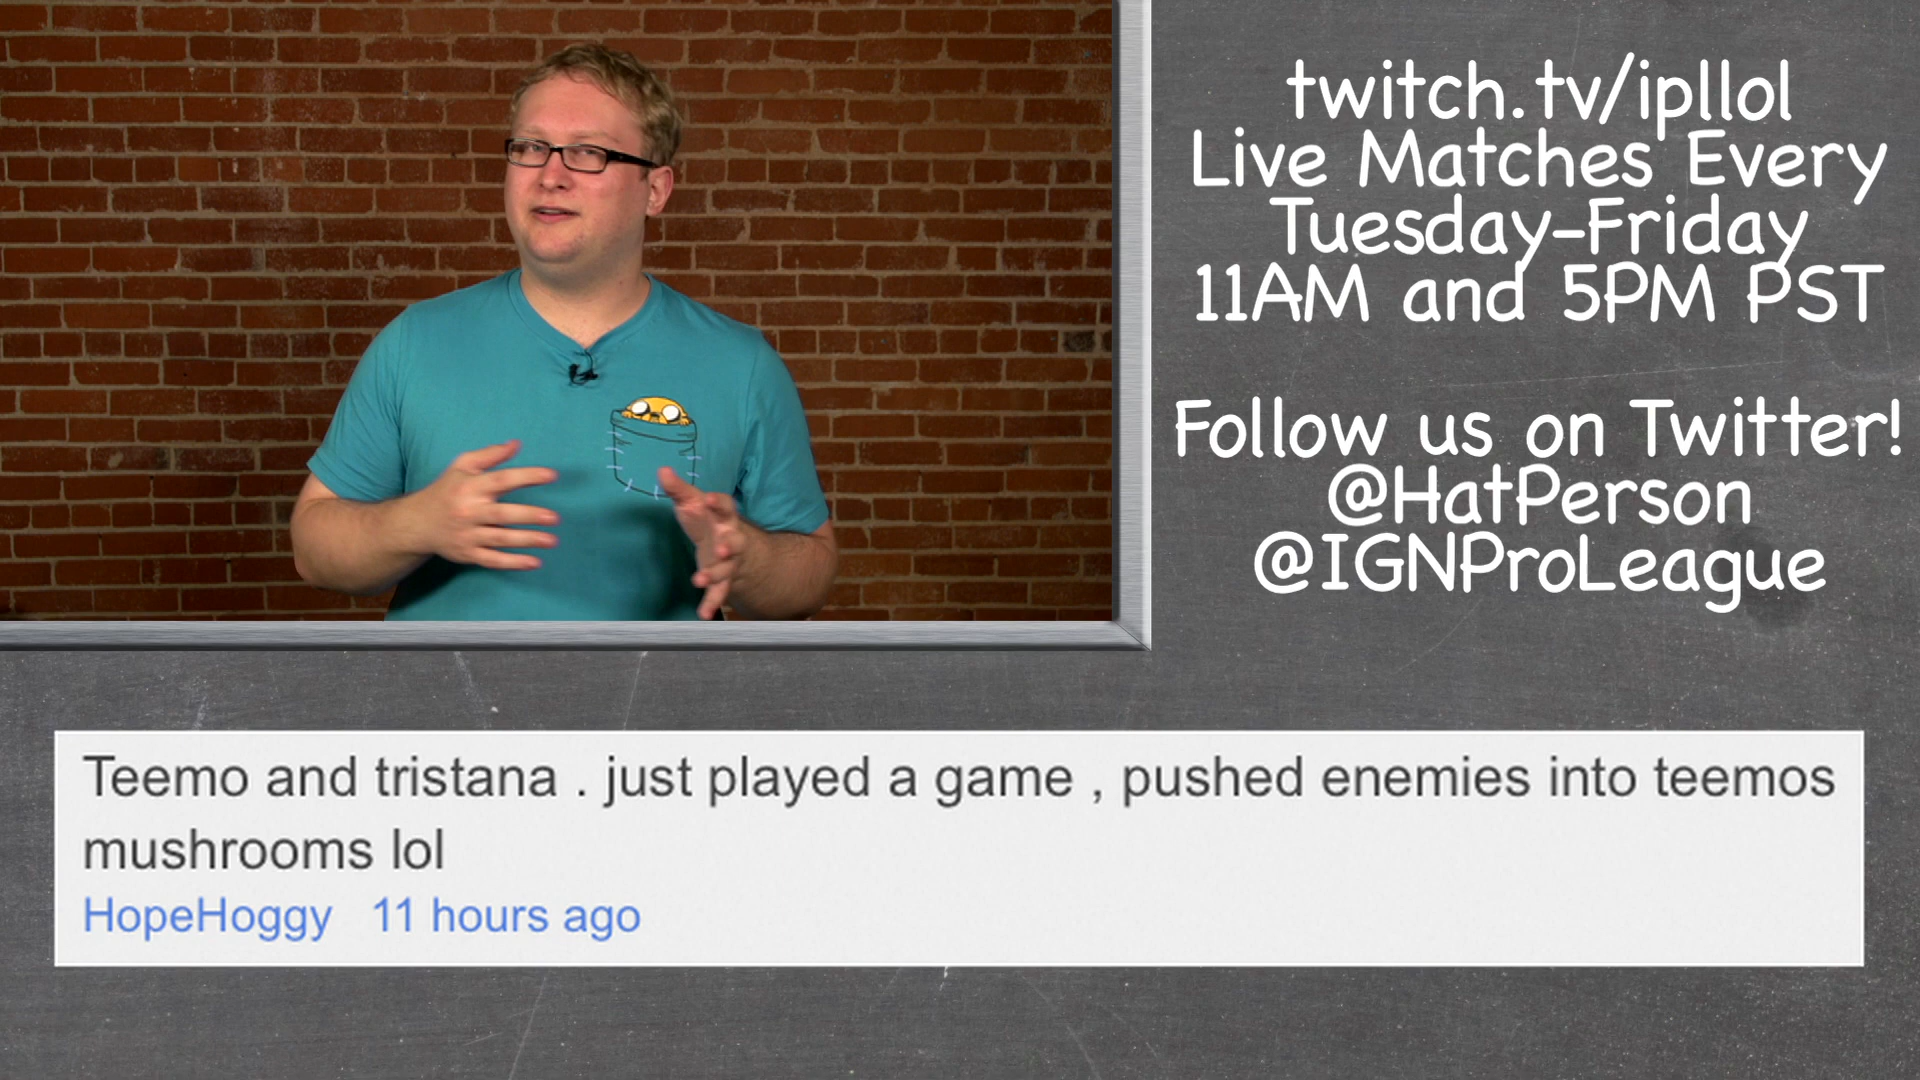 twitch.tv/ipllol
Live Matches Every
Tuesday-Friday
11AM and 5PM PST
Follow us on Twitter!
@HatPerson
@IGNProLeague
Teemo and tristana . just played a game , pushed enemies into teemos
mushrooms lol
HopeHoggy 11 hours ago